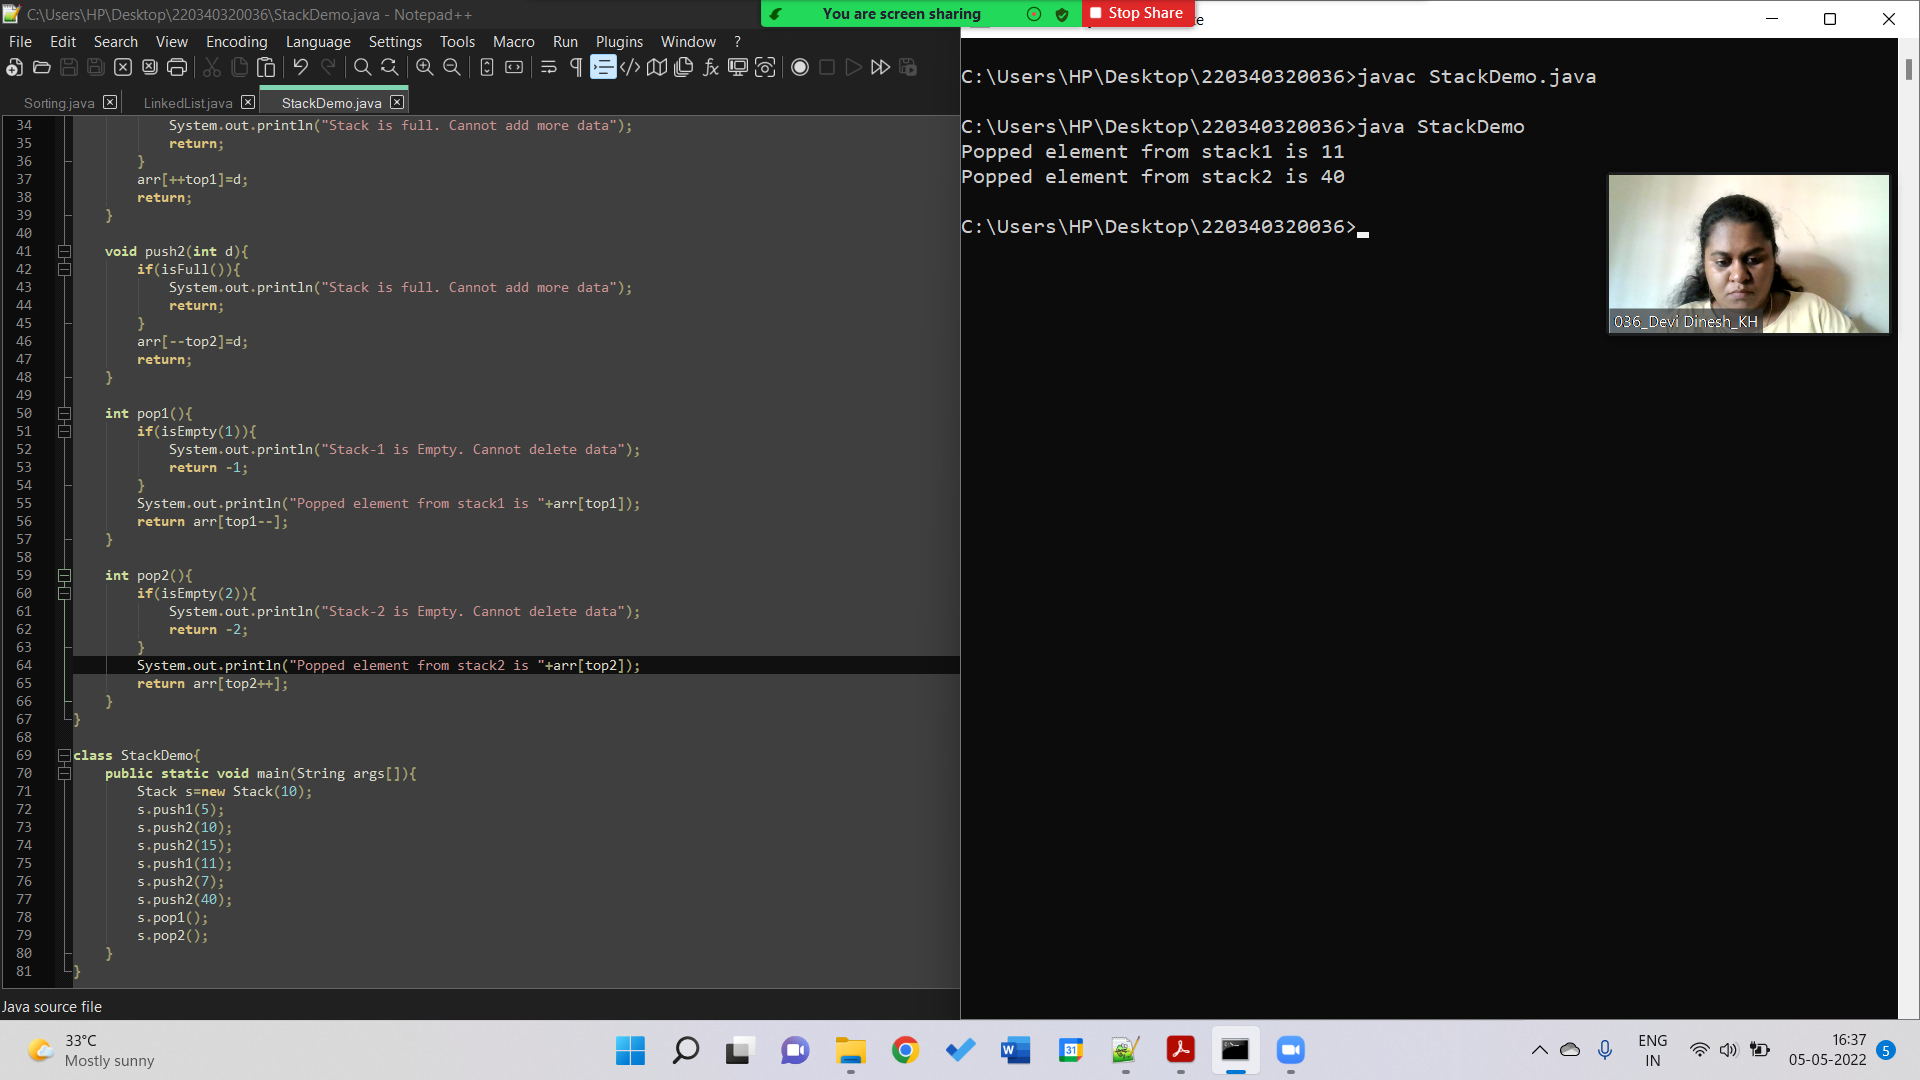 C:\Users\HP\Desktop\220340320036\StackDemo.java - Notepad++
You are screen sharing
Stop Share
File Edit Search View Encoding Language Settings Tools Macro Run Plugins Window ?
Sorting.java LinkedList.java StackDemo.java
34 System.out.println("Stack is full. Cannot add more data");
35 return;
36 }
37 arr[++top1]=d;
38 return;
39 }
40
41 void push2(int d){
42 if(isFull()){
43 System.out.println("Stack is full. Cannot add more data");
44 return;
45 }
46 arr[--top2]=d;
47 return;
48 }
49
50 int pop1(){
51 if(isEmpty(1)){
52 System.out.println("Stack-1 is Empty. Cannot delete data");
53 return -1;
54 }
55 System.out.println("Popped element from stack1 is "+arr[top1]);
56 return arr[top1--];
57 }
58
59 int pop2(){
60 if(isEmpty(2)){
61 System.out.println("Stack-2 is Empty. Cannot delete data");
62 return -2;
63 }
64 System.out.println("Popped element from stack2 is "+arr[top2]);
65 return arr[top2++];
66 }
67 }
68
69 class StackDemo{
70 public static void main(String args[]){
71 Stack s=new Stack(10);
72 s.push1(5);
73 s.push2(10);
74 s.push2(15);
75 s.push1(11);
76 s.push2(7);
77 s.push2(40);
78 s.pop1();
79 s.pop2();
80 }
81 }
Java source file
C:\Users\HP\Desktop\220340320036>javac StackDemo.java
C:\Users\HP\Desktop\220340320036>java StackDemo
Popped element from stack1 is 11
Popped element from stack2 is 40
C:\Users\HP\Desktop\220340320036>
036_Devi Dinesh_KH
33°C
Mostly sunny
31
ENG
IN
16:37
05-05-2022
5